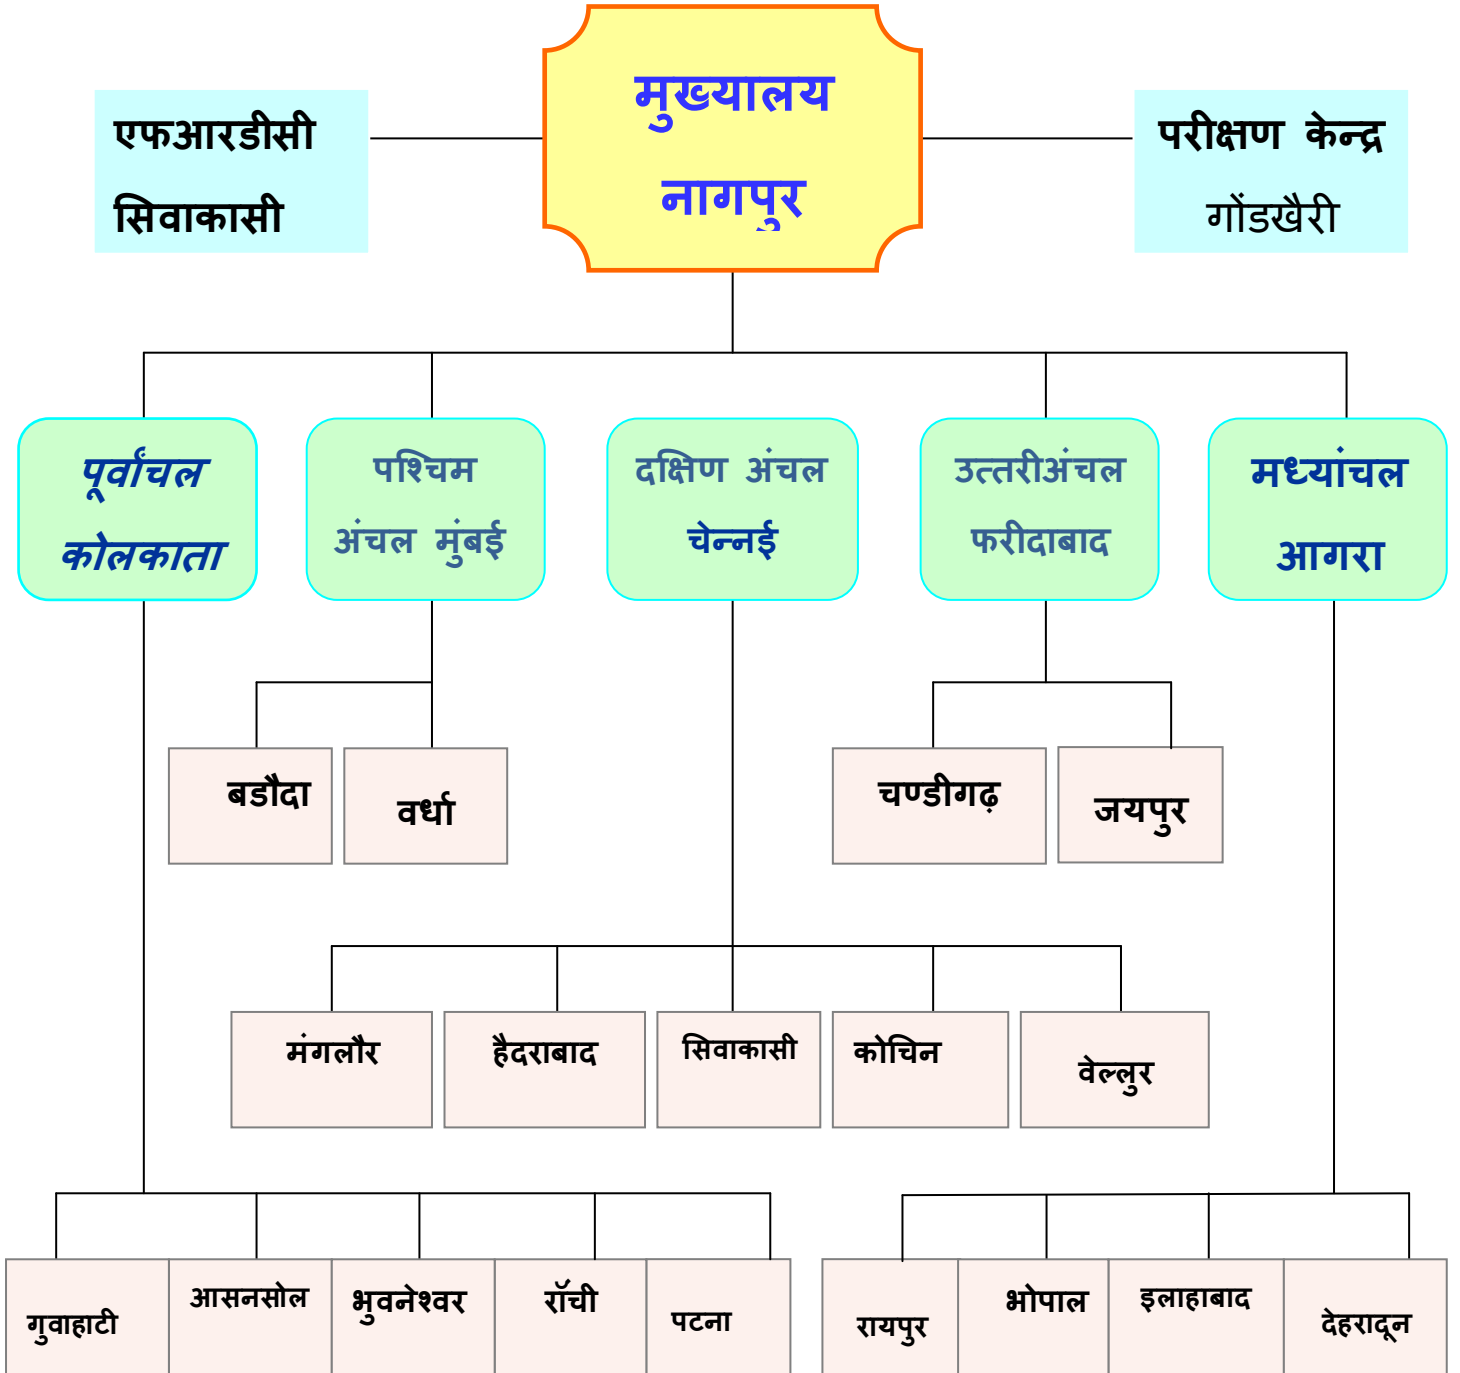 मुख्यालय
नागपुर
एफआरडीसी
सिवाकासी
परीक्षण केन्द्र
गोंडखैरी
पूर्वांचल
कोलकाता
पश्चिम
अंचल मुंबई
दक्षिण अंचल
चेन्नई
उत्तरीअंचल
फरीदाबाद
मध्यांचल
आगरा
बडौदा
वर्धा
चण्डीगढ़
जयपुर
मंगलौर
हैदराबाद
सिवाकासी
कोचिन
वेल्लुर
गुवाहाटी
आसनसोल
भुवनेश्वर
रॉची
पटना
रायपुर
भोपाल
इलाहाबाद
देहरादून